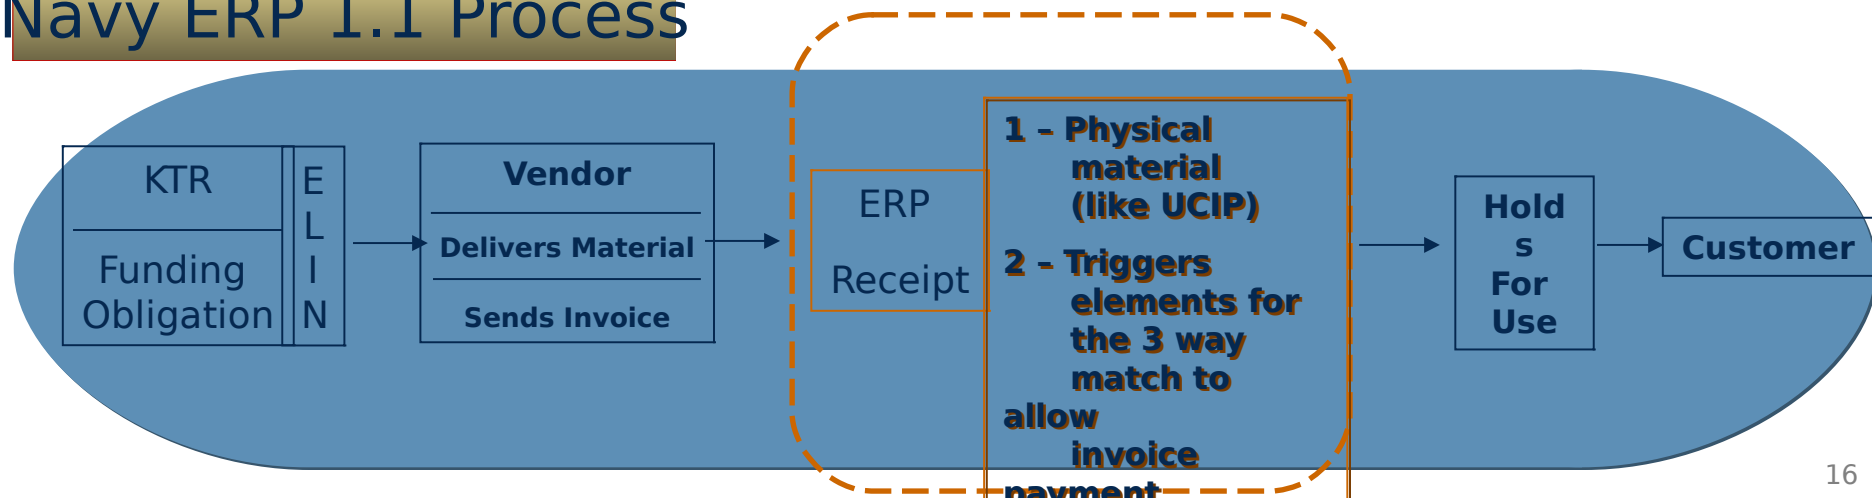 Navy ERP 1.1 Process
KTR
Funding
Obligation
E
L
I
N
Vendor
Delivers Material
Sends Invoice
ERP
Receipt
1 – Physical
material
(like UCIP)
2 – Triggers
elements for
the 3 way
match to
allow
invoice
payment
Hold
s
For
Use
Customer
16